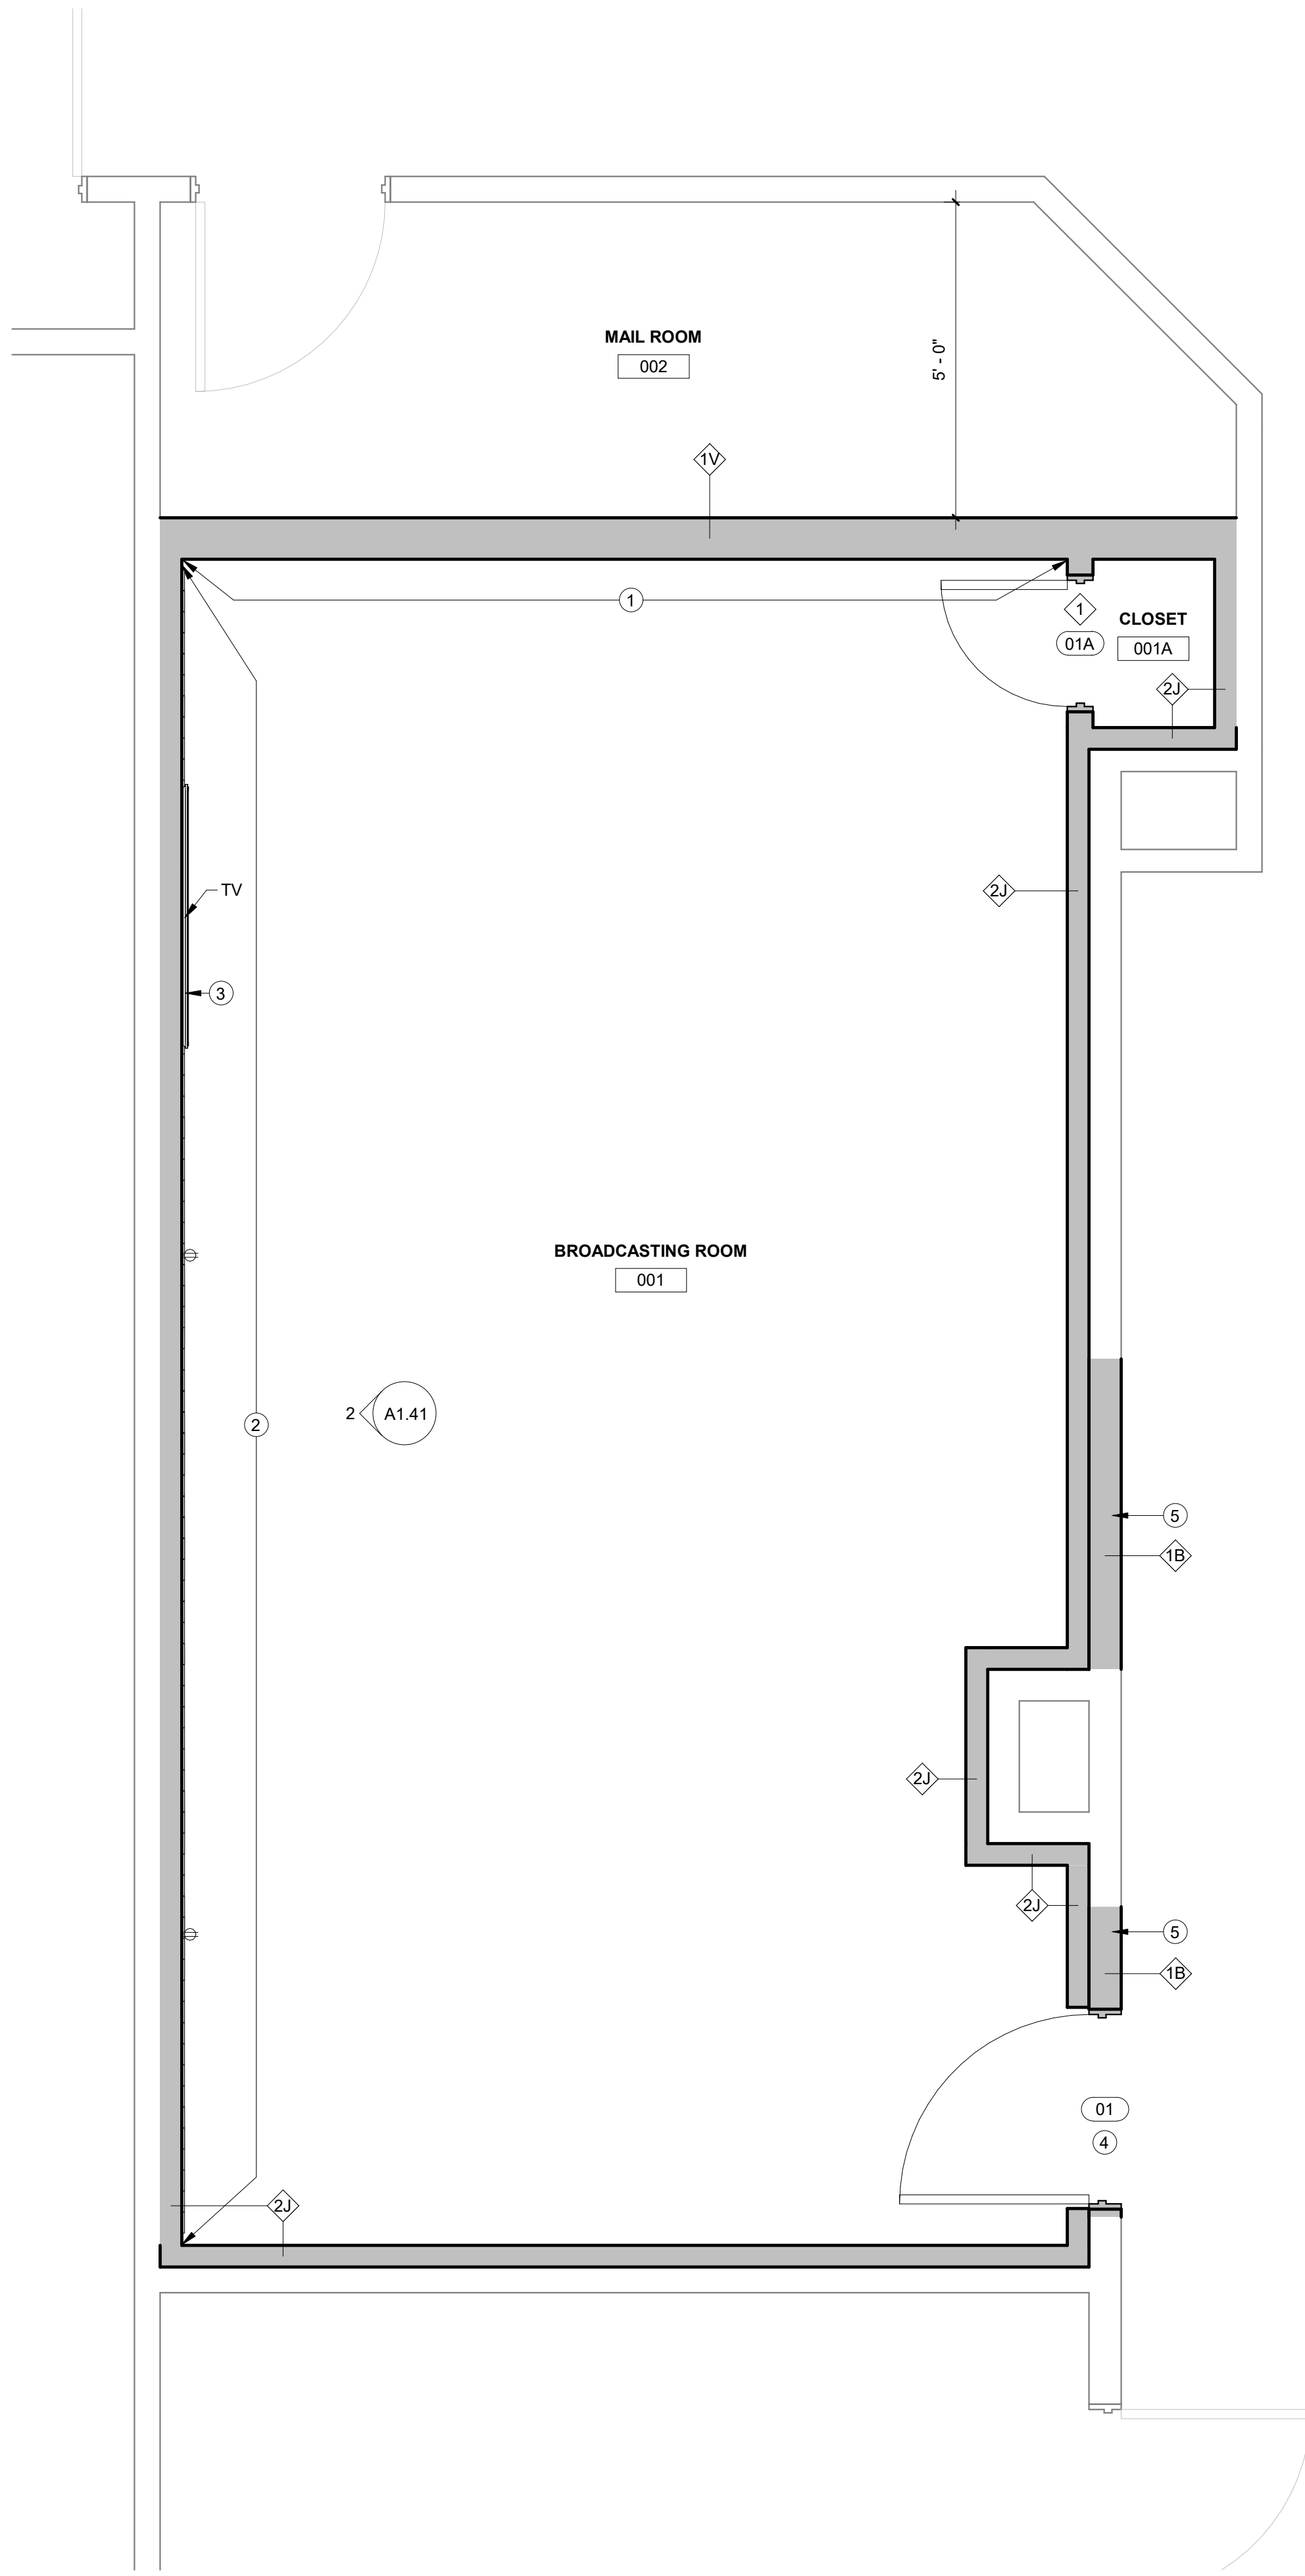 MAIL ROOM
002
5' - 0"
1V
1
1
CLOSET
01A
001A
2J
TV
2J
3
BROADCASTING ROOM
001
2
A1.41
2
5
1B
2J
2J
5
1B
01
4
2J